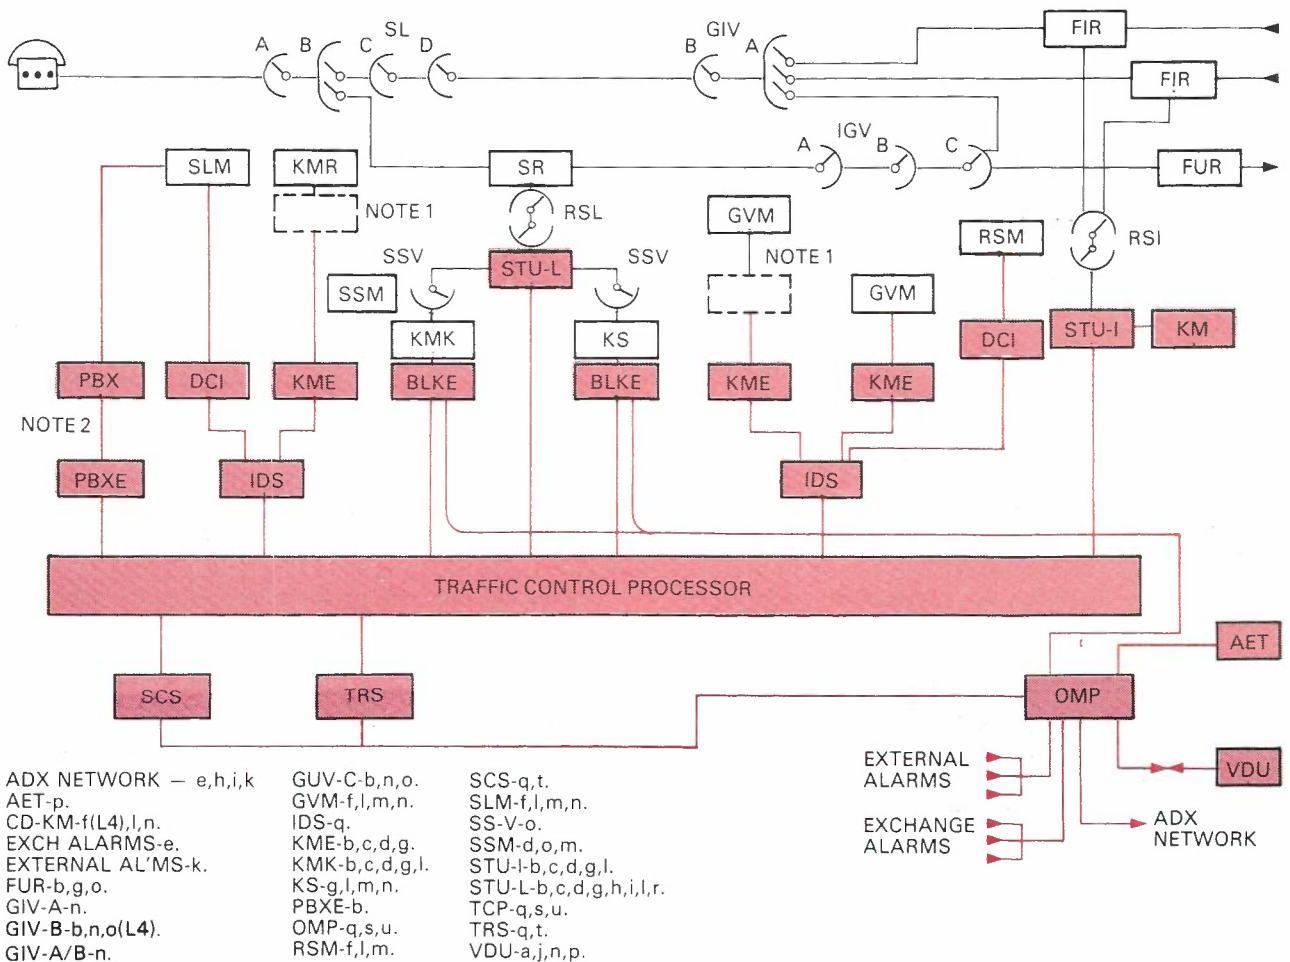 SL
GIV
A B C D
B A
FIR
FIR
IGV
A B C
SLM
KMR
SR
FUR
NOTE 1
RSL
GVM
RSM
RSI
SSV
SSV
NOTE 1
STU-L
SSM
GVM
KMK
KS
DCI
STU-I
KM
PBX
DCI
KME
BLKE
BLKE
KME
KME
NOTE 2
PBXE
IDS
IDS
TRAFFIC CONTROL PROCESSOR
AET
SCS
TRS
OMP
EXTERNAL
ALARMS
VDU
EXCHANGE
ALARMS
ADX
NETWORK
ADX NETWORK — e,h,i,k
AET-p.
CD-KM-f(L4),l,n.
EXCH ALARMS-e.
EXTERNAL AL'MS-k.
FUR-b,g,o.
GIV-A-n.
GIV-B-b,n,o(L4).
GIV-A/B-n.
GUV-C-b,n,o.
GVM-f,l,m,n.
IDS-q.
KME-b,c,d,g.
KMK-b,c,d,g,l.
KS-g,l,m,n.
PBXE-b.
OMP-q,s,u.
RSM-f,l,m.
SCS-q,t.
SLM-f,l,m,n.
SS-V-o.
SSM-d,o,m.
STU-I-b,c,d,g,l.
STU-L-b,c,d,g,h,i,l,r.
TCP-q,s,u.
TRS-q,t.
VDU-a,j,n,p.